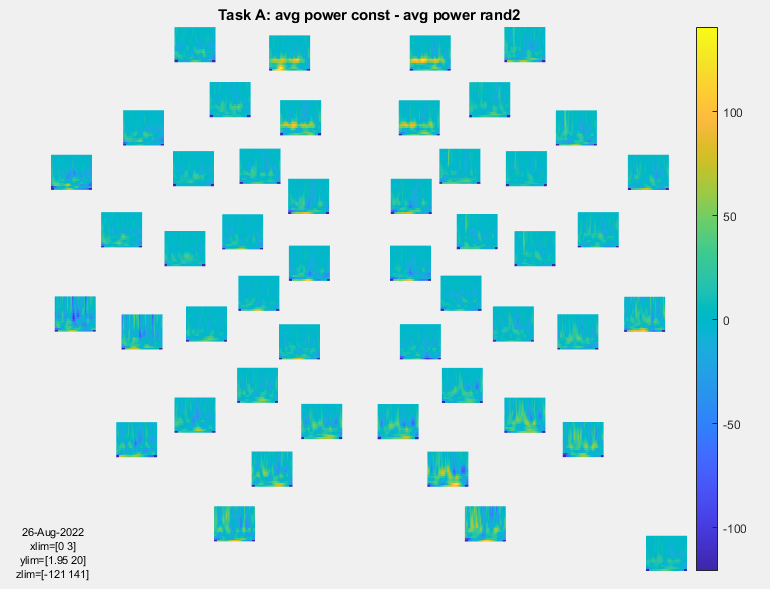 Task A: avg power const - avg power rand2
100
50
0
-50
-100
26-Aug-2022
xlim=[0 3]
ylim=[1.95 20]
zlim=[-121 141]